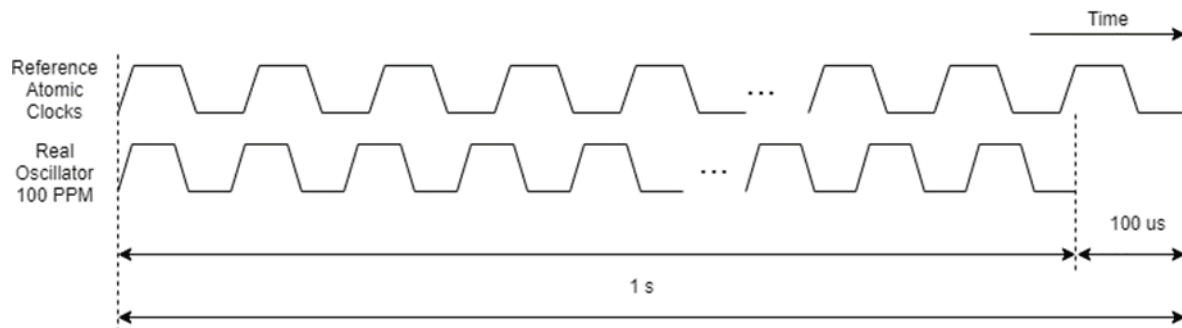 Time
Reference
Atomic
Clocks
...
Real
Oscillator
100 PPM
...
100 us
1 s